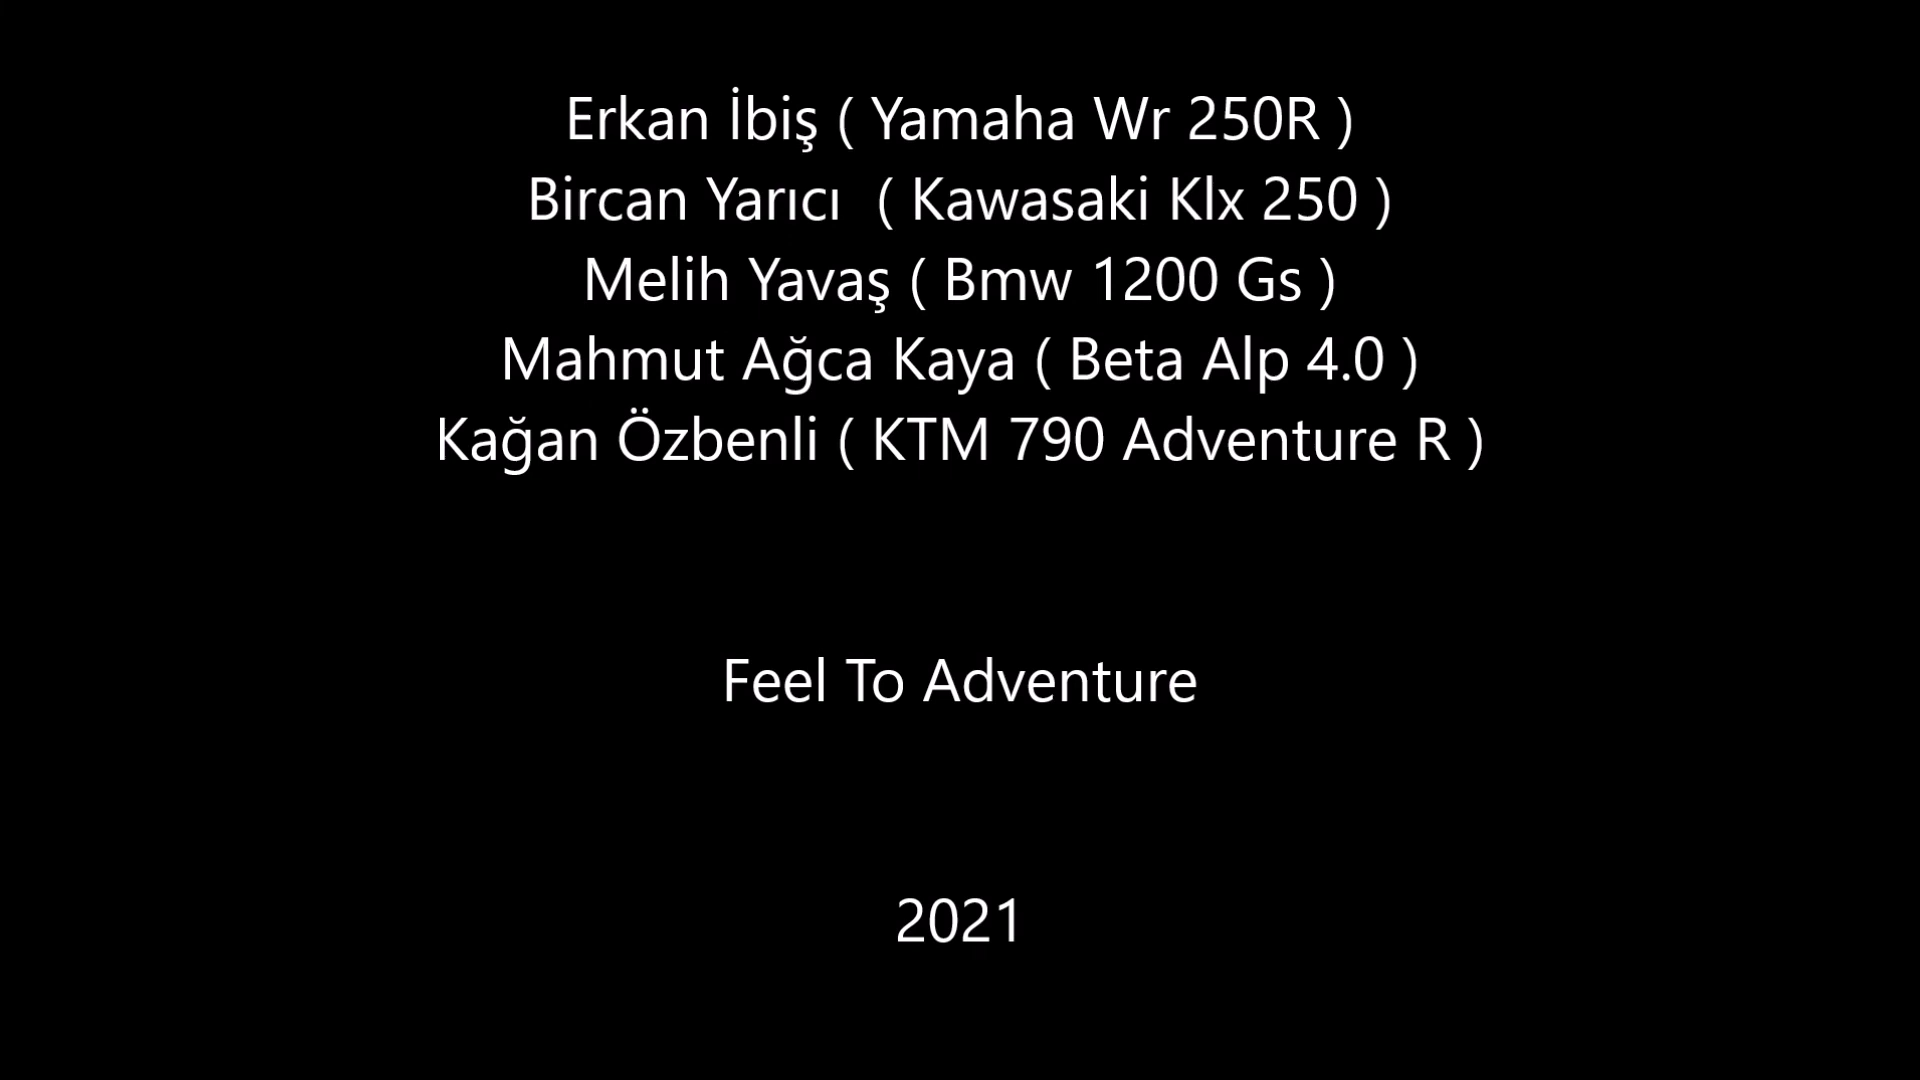 Erkan İbiş ( Yamaha Wr 250R )
Bircan Yarıcı  ( Kawasaki Klx 250 )
Melih Yavaş ( Bmw 1200 Gs )
Mahmut Ağca Kaya ( Beta Alp 4.0 )
Kağan Özbenli ( KTM 790 Adventure R )
Feel To Adventure
2021